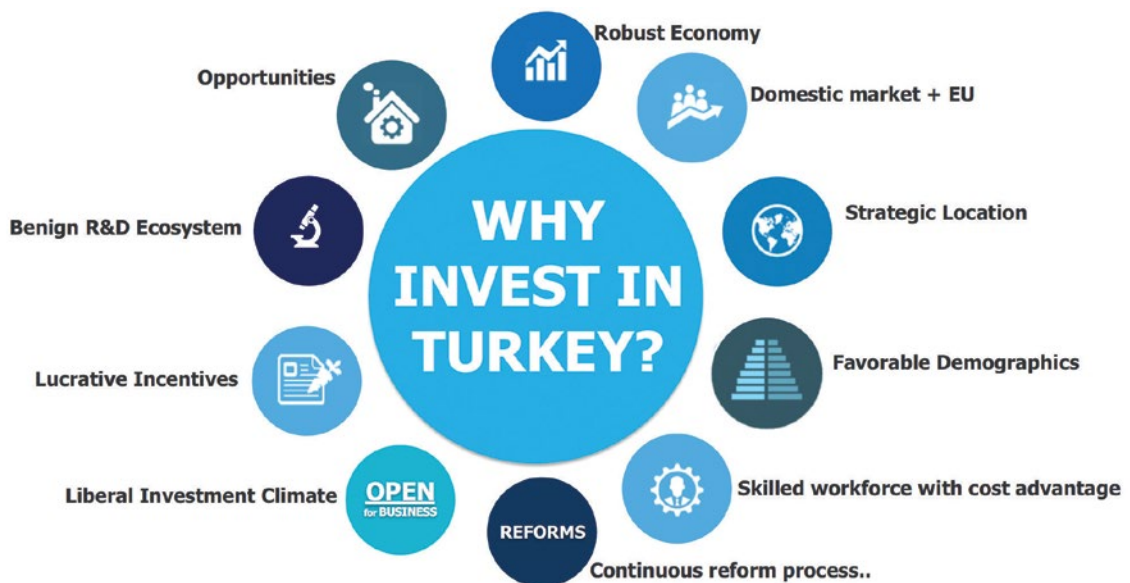 Robust Economy
Opportunities
Domestic market + EU
WHY
INVEST IN
TURKEY?
Benign R&D Ecosystem
Strategic Location
Lucrative Incentives
Favorable Demographics
Liberal Investment Climate
OPEN
for BUSINESS
Skilled workforce with cost advantage
REFORMS
Continuous reform process..